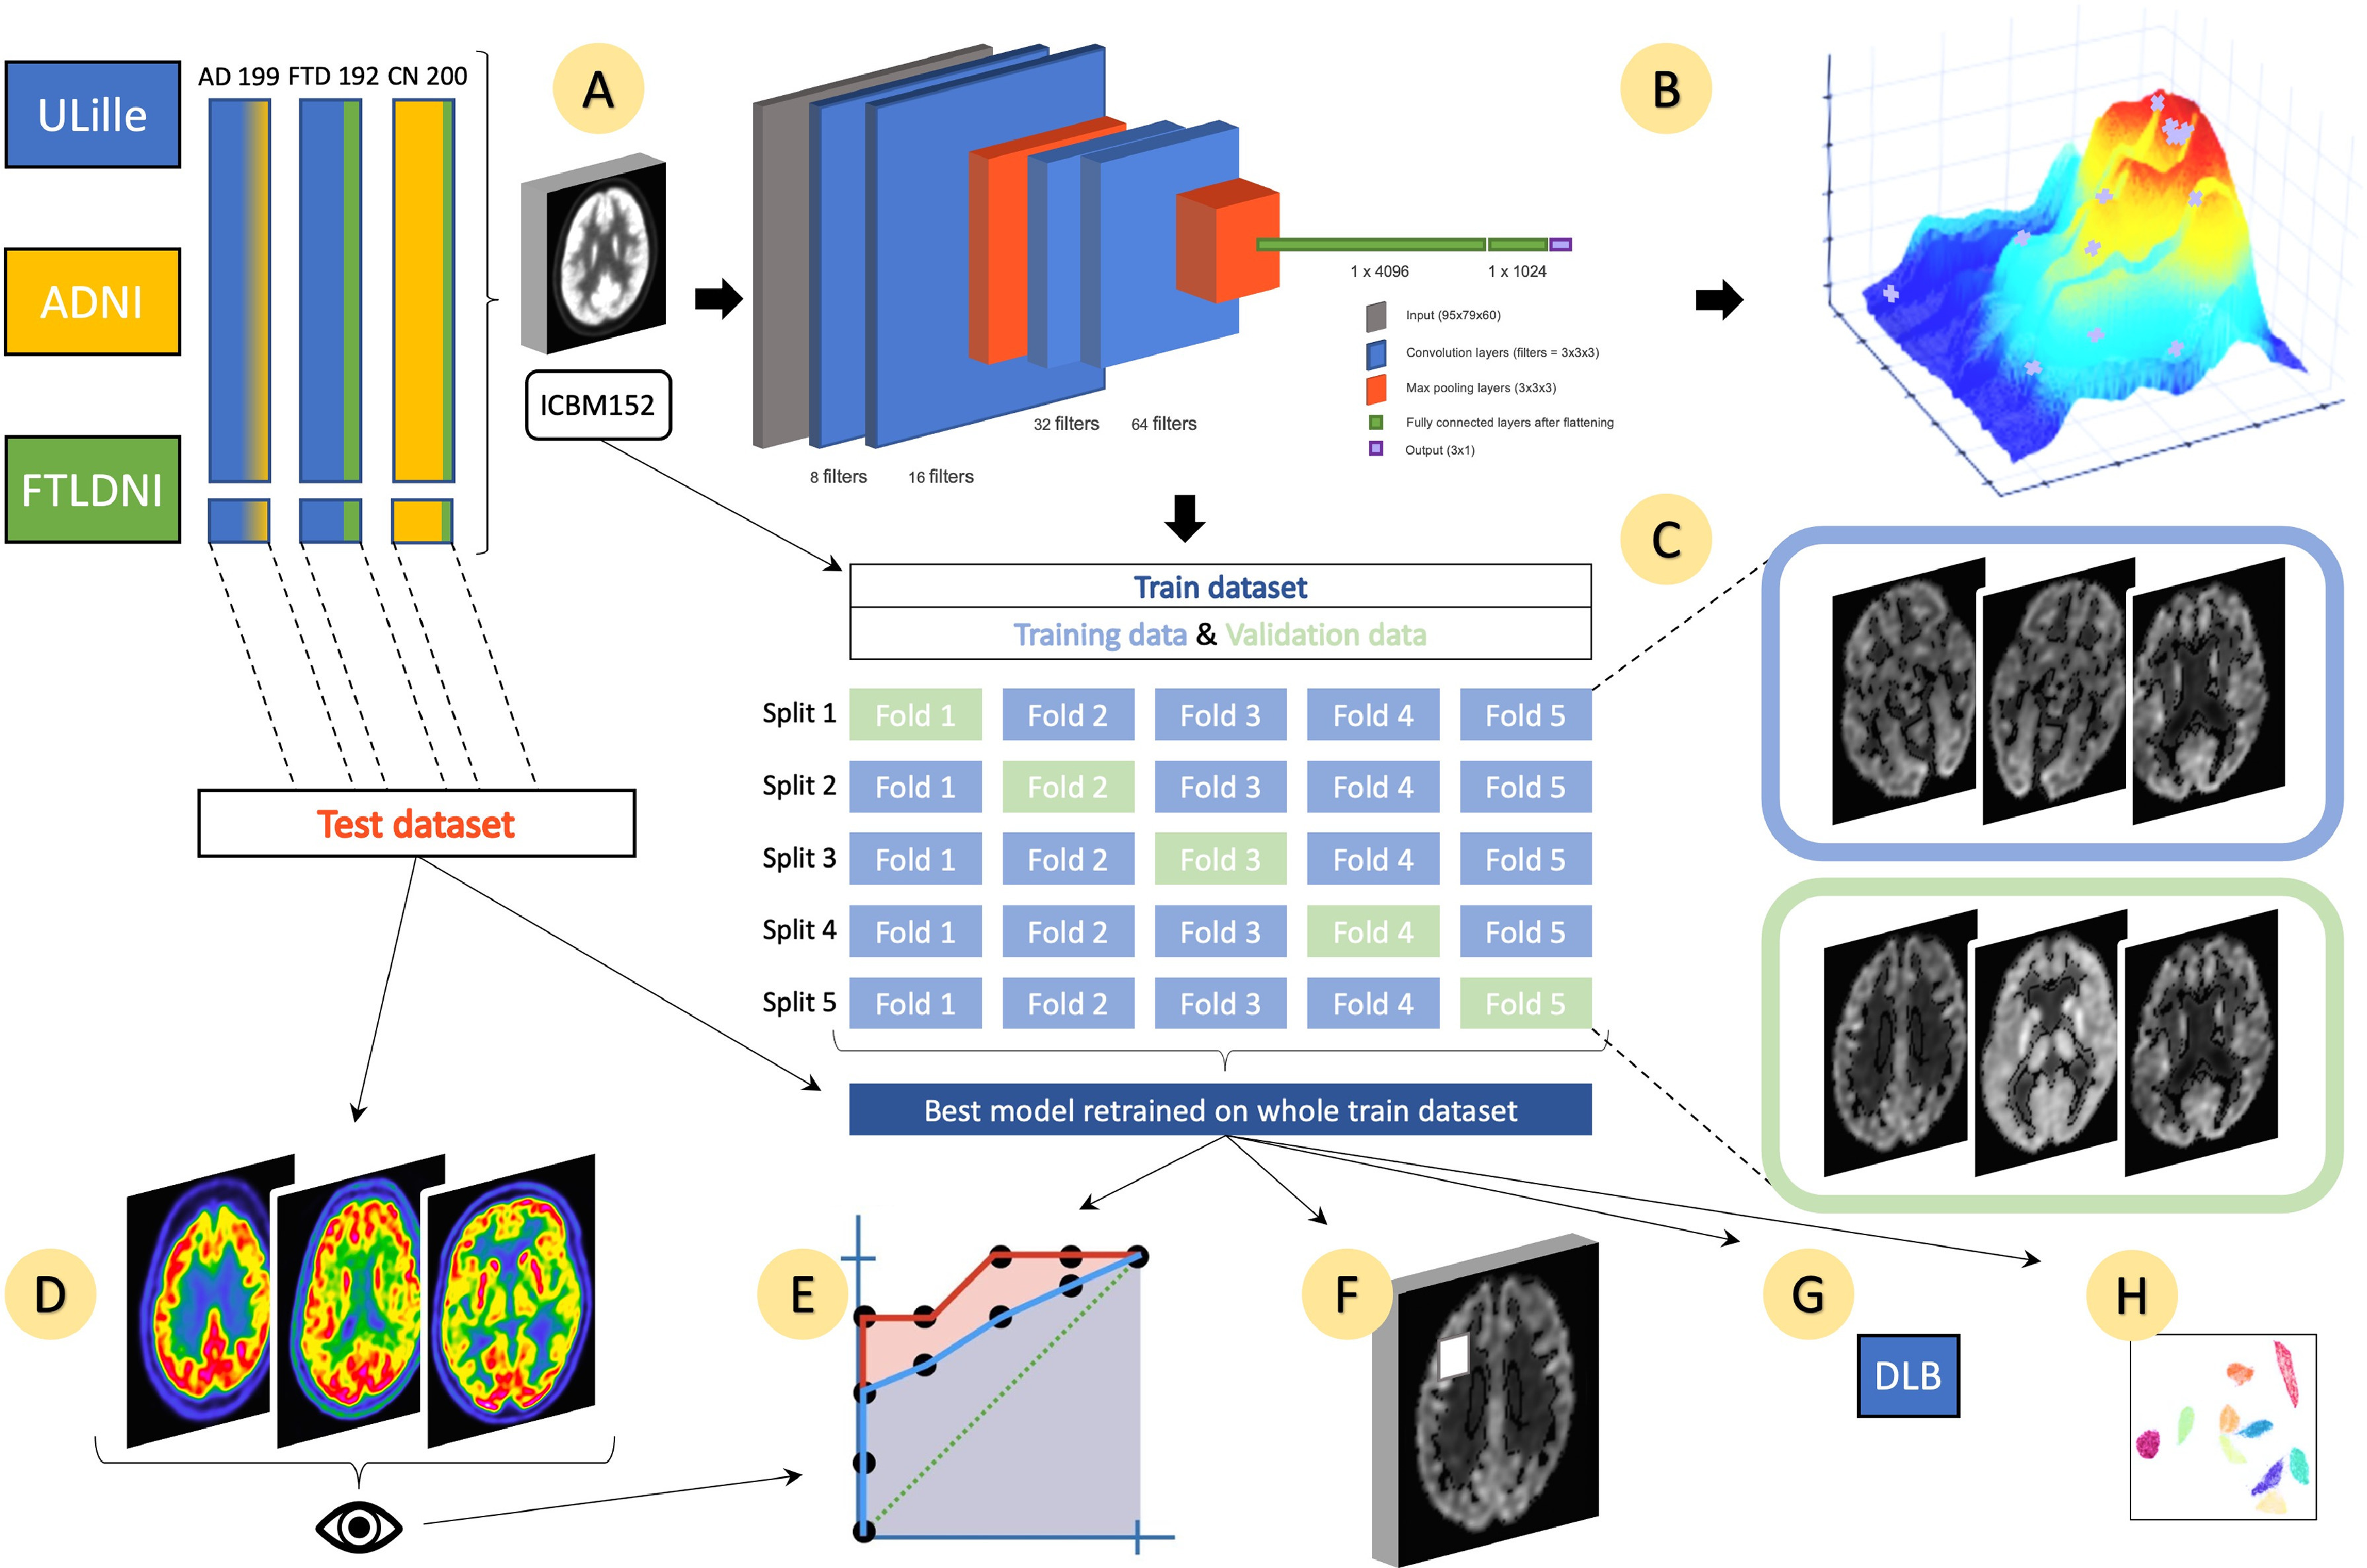 ULille
ADNI
FTLDNI
AD 199 FTD 192 CN 200
A
ICBM152
8 filters
16 filters
32 filters
64 filters
1 x 4096
1 x 1024
Input (95x79x60)
Convolution layers (filters = 3x3x3)
Max pooling layers (3x3x3)
Fully connected layers after flattening
Output (3x1)
B
C
Train dataset
Training data & Validation data
Split 1 Fold 1 Fold 2 Fold 3 Fold 4 Fold 5
Split 2 Fold 1 Fold 2 Fold 3 Fold 4 Fold 5
Split 3 Fold 1 Fold 2 Fold 3 Fold 4 Fold 5
Split 4 Fold 1 Fold 2 Fold 3 Fold 4 Fold 5
Split 5 Fold 1 Fold 2 Fold 3 Fold 4 Fold 5
Test dataset
Best model retrained on whole train dataset
D
E
F
G
DLB
H